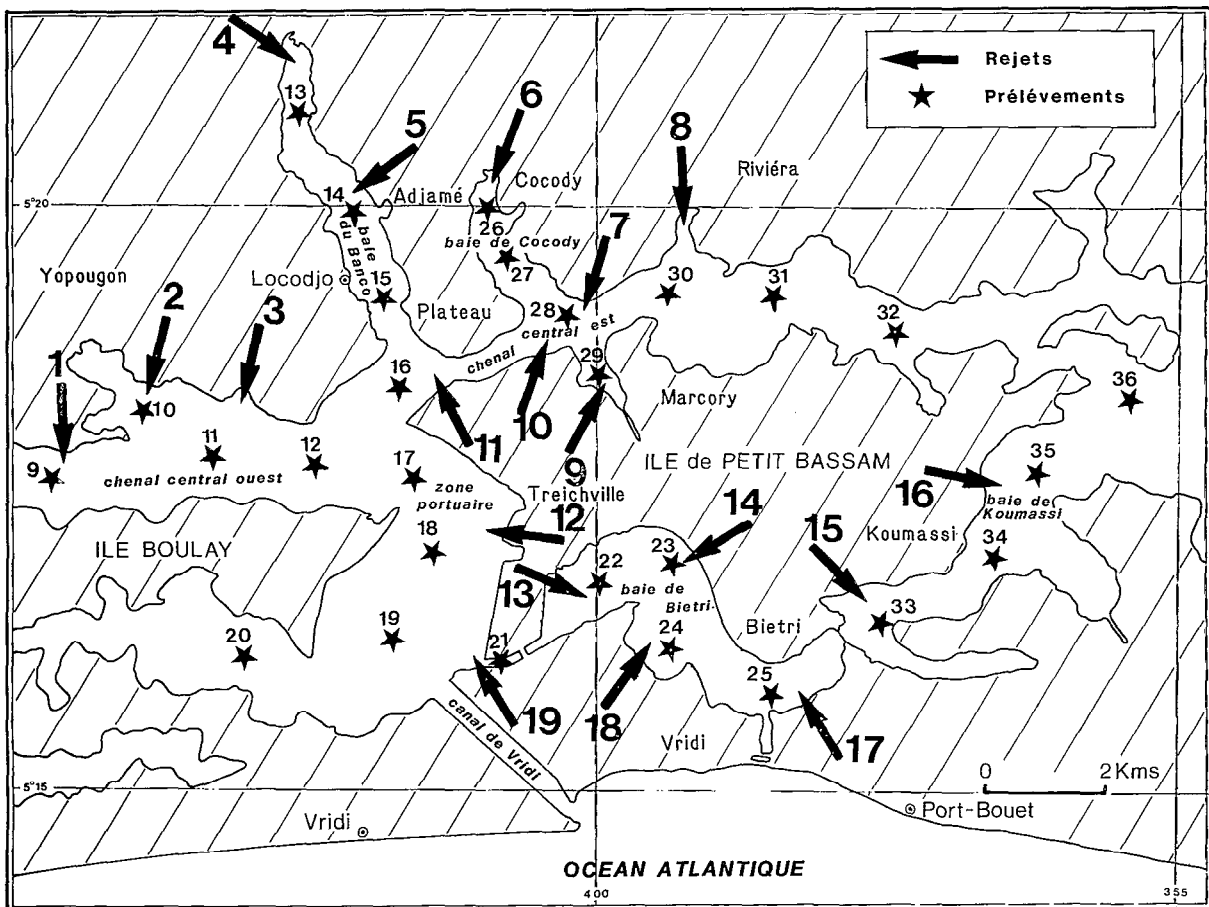 4
Rejets
Prélévements
13
5
6
8
14
Adjamé
Cocody
Riviéra
5°20
26
baie de Cocody
7
baie
du Banco
27
Yopougon
Locodjo
15
30
31
2
3
Plateau
28
central est
chenal
32
1
16
29
36
10
10
Marcory
11
9
11
12
17
9
35
chenal central ouest
zone
portuaire
Treichville
ILE de PETIT BASSAM
16
baie de
Koumassi
12
14
15
Koumassi
ILE BOULAY
18
34
13
22
23
baie de
Bietri
33
19
20
21
24
Bietri
25
19
18
Vridi
17
canal de Vridi
0
2 Kms
5°15
Port-Bouet
Vridi
OCEAN ATLANTIQUE
400
355